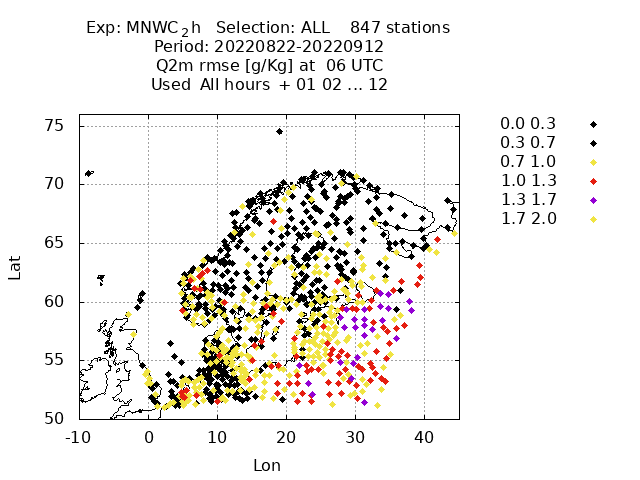 Exp: MNWC2h Selection: ALL 847 stations
Period: 20220822-20220912
Q2m rmse [g/Kg] at 06 UTC
Used All hours + 01 02 ... 12
0.0 0.3
0.3 0.7
0.7 1.0
1.0 1.3
1.3 1.7
1.7 2.0
75
70
65
60
55
50
Lat
-10 0 10 20 30 40
Lon